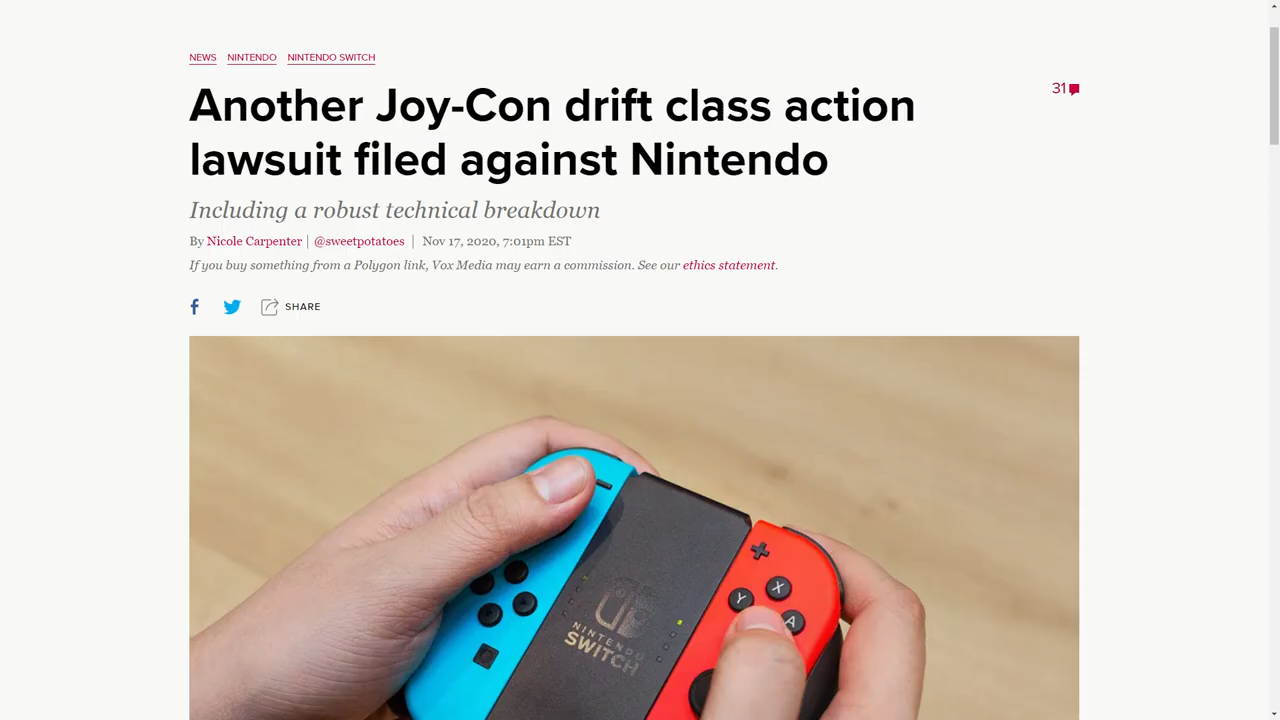 NEWS NINTENDO NINTENDO SWITCH
Another Joy-Con drift class action
lawsuit filed against Nintendo
31
Including a robust technical breakdown
By Nicole Carpenter | @sweetpotatoes | Nov 17, 2020, 7:01pm EST
If you buy something from a Polygon link, Vox Media may earn a commission. See our ethics statement.
SHARE
X
Y
A
NINTENDO
SWITCH